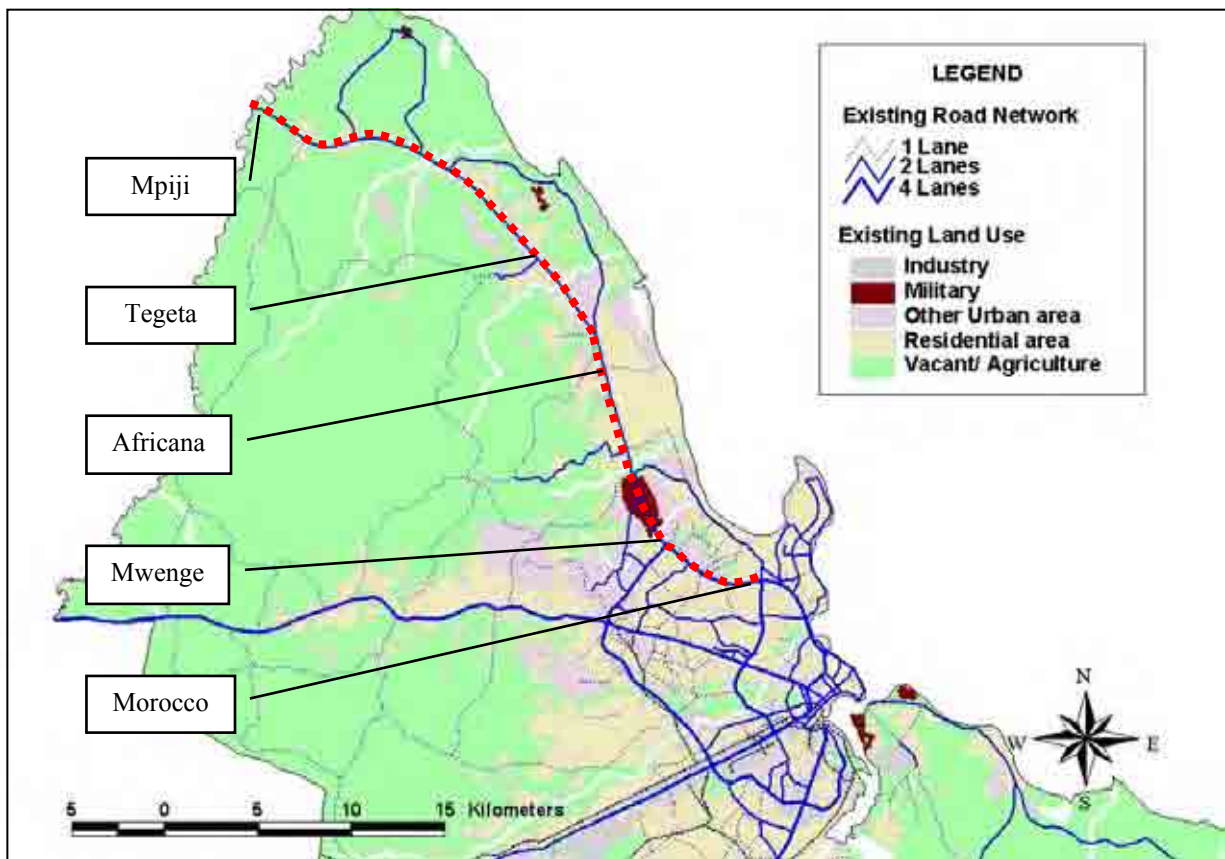 LEGEND
Existing Road Network
1 Lane
2 Lanes
4 Lanes
Existing Land Use
Industry
Military
Other Urban area
Residential area
Vacant/ Agriculture
Mpiji
Tegeta
Africana
Mwenge
Morocco
N
W E
S
5 0 5 10 15 Kilometers